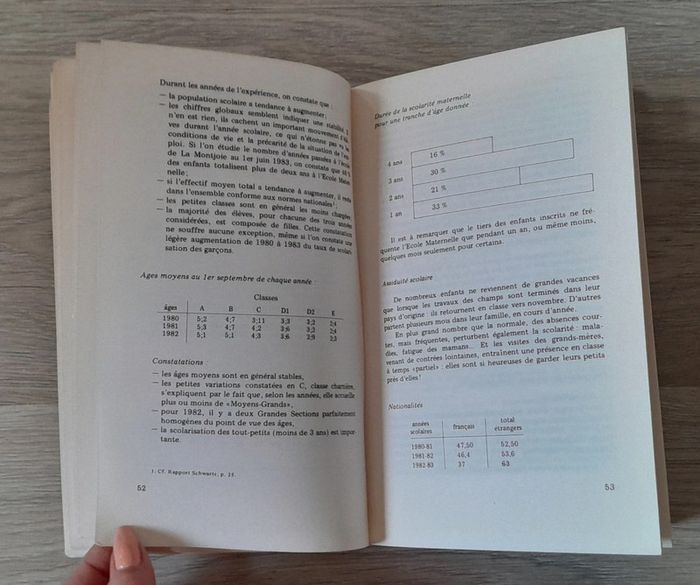 Durant les années de l'expérience, on constate que :
— la population scolaire a tendance à augmenter;
— les chiffres globaux semblent indiquer une stabilité. Il
n'en est rien, ils cachent un important mouvement
ves durant l'année scolaire, ce qui n'étonne pas vu les
conditions de vie et la précarité de la situation de l'em-
ploi. Si l'on étudie le nombre d'années passées à l'école
de La Montjoie au 1er juin 1983, on constate que
des enfants totalisent plus de deux ans à l'Ecole Mater-
nelle;
— si l'effectif moyen total a tendance à augmenter, il reste
dans l'ensemble conforme aux normes nationales¹;
— les petites classes sont en général les moins chargées,
— la majorité des élèves, pour chacune des trois années
considérées, est composée de filles. Cette constatation
ne souffre aucune exception, même si l'on constate une
légère augmentation de 1980 à 1983 du taux de scolari-
sation des garçons.
Ages moyens au 1er septembre de chaque année :
Classes
âges A B C D1 D2 E
1980 5;2 4;7 3;11 3;3 3;2 2;4
1981 5;3 4;7 4;2 3;6 3;2 2;4
1982 5;1 5;1 4;3 3;6 2;9 2;3
Constatations :
— les âges moyens sont en général stables,
— les petites variations constatées en C, classe charnière,
s'expliquent par le fait que, selon les années, elle accueille
plus ou moins de «Moyens-Grands»,
— pour 1982, il y a deux Grandes Sections parfaitement
homogènes du point de vue des âges,
— la scolarisation des tout-petits (moins de 3 ans) est impor-
tante.
1. Cf. Rapport Schwartz, p. 15.
52
Durée de la scolarité maternelle
pour une tranche d'âge donnée :
4 ans 16 %
3 ans 30 %
2 ans 21 %
1 an 33 %
Il est à remarquer que le tiers des enfants inscrits ne fré-
quentent l'Ecole Maternelle que pendant un an, ou même moins,
quelques mois seulement pour certains.
Assiduité scolaire
De nombreux enfants ne reviennent de grandes vacances
que lorsque les travaux des champs sont terminés dans leur
pays d'origine : ils retournent en classe vers novembre. D'autres
partent plusieurs mois dans leur famille, en cours d'année.
En plus grand nombre que la normale, des absences cour-
tes, mais fréquentes, perturbent également la scolarité : mala-
dies, fatigue des mamans... Et les visites des grands-mères,
venant de contrées lointaines, entraînent une présence en classe
à temps «partiel» : elles sont si heureuses de garder leurs petits
près d'elles!
Nationalités
années scolaires français total étrangers
1980-81 47,50 52,50
1981-82 46,4 53,6
1982-83 37 63
53